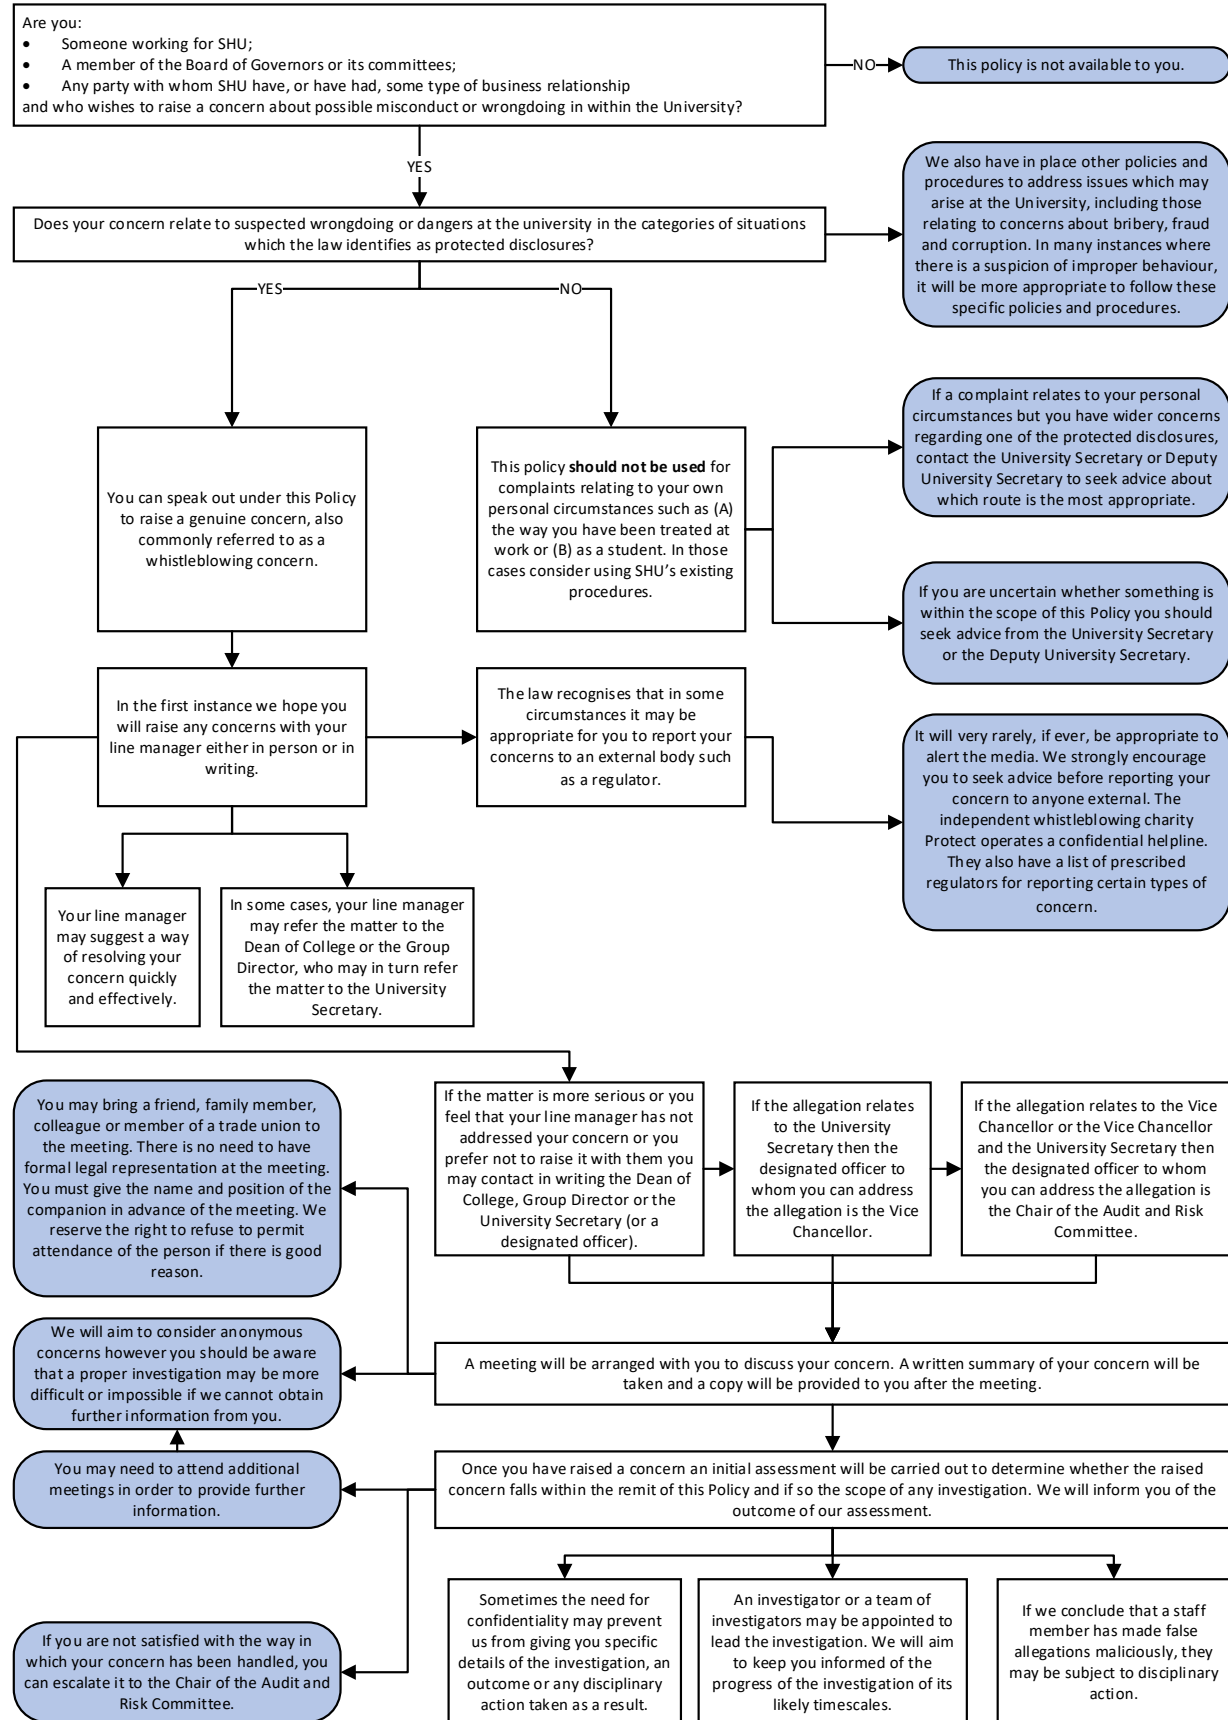 Are you:
• Someone working for SHU;
• A member of the Board of Governors or its committees;
• Any party with whom SHU have, or have had, some type of business relationship
and who wishes to raise a concern about possible misconduct or wrongdoing in within the University?
NO
This policy is not available to you.
YES
We also have in place other policies and
procedures to address issues which may
arise at the University, including those
relating to concerns about bribery, fraud
and corruption. In many instances where
there is a suspicion of improper behaviour,
it will be more appropriate to follow these
specific policies and procedures.
Does your concern relate to suspected wrongdoing or dangers at the university in the categories of situations
which the law identifies as protected disclosures?
YES
NO
You can speak out under this Policy
to raise a genuine concern, also
commonly referred to as a
whistleblowing concern.
This policy should not be used for
complaints relating to your own
personal circumstances such as (A)
the way you have been treated at
work or (B) as a student. In those
cases consider using SHU's existing
procedures.
If a complaint relates to your personal
circumstances but you have wider concerns
regarding one of the protected disclosures,
contact the University Secretary or Deputy
University Secretary to seek advice about
which route is the most appropriate.
If you are uncertain whether something is
within the scope of this Policy you should
seek advice from the University Secretary
or the Deputy University Secretary.
In the first instance we hope you
will raise any concerns with your
line manager either in person or in
writing.
The law recognises that in some
circumstances it may be
appropriate for you to report your
concerns to an external body such
as a regulator.
It will very rarely, if ever, be appropriate to
alert the media. We strongly encourage
you to seek advice before reporting your
concern to anyone external. The
independent whistleblowing charity
Protect operates a confidential helpline.
They also have a list of prescribed
regulators for reporting certain types of
concern.
Your line manager
may suggest a way
of resolving your
concern quickly
and effectively.
In some cases, your line manager
may refer the matter to the
Dean of College or the Group
Director, who may in turn refer
the matter to the University
Secretary.
You may bring a friend, family member,
colleague or member of a trade union to
the meeting. There is no need to have
formal legal representation at the meeting.
You must give the name and position of the
companion in advance of the meeting. We
reserve the right to refuse to permit
attendance of the person if there is good
reason.
If the matter is more serious or you
feel that your line manager has not
addressed your concern or you
prefer not to raise it with them you
may contact in writing the Dean of
College, Group Director or the
University Secretary (or a
designated officer).
If the allegation relates
to the University
Secretary then the
designated officer to
whom you can address
the allegation is the Vice
Chancellor.
If the allegation relates to the Vice
Chancellor or the Vice Chancellor
and the University Secretary then
the designated officer to whom
you can address the allegation is
the Chair of the Audit and Risk
Committee.
We will aim to consider anonymous
concerns however you should be aware
that a proper investigation may be more
difficult or impossible if we cannot obtain
further information from you.
A meeting will be arranged with you to discuss your concern. A written summary of your concern will be
taken and a copy will be provided to you after the meeting.
You may need to attend additional
meetings in order to provide further
information.
Once you have raised a concern an initial assessment will be carried out to determine whether the raised
concern falls within the remit of this Policy and if so the scope of any investigation. We will inform you of the
outcome of our assessment.
If you are not satisfied with the way in
which your concern has been handled, you
can escalate it to the Chair of the Audit and
Risk Committee.
Sometimes the need for
confidentiality may prevent
us from giving you specific
details of the investigation, an
outcome or any disciplinary
action taken as a result.
An investigator or a team of
investigators may be appointed to
lead the investigation. We will aim
to keep you informed of the
progress of the investigation of its
likely timescales.
If we conclude that a staff
member has made false
allegations maliciously, they
may be subject to disciplinary
action.